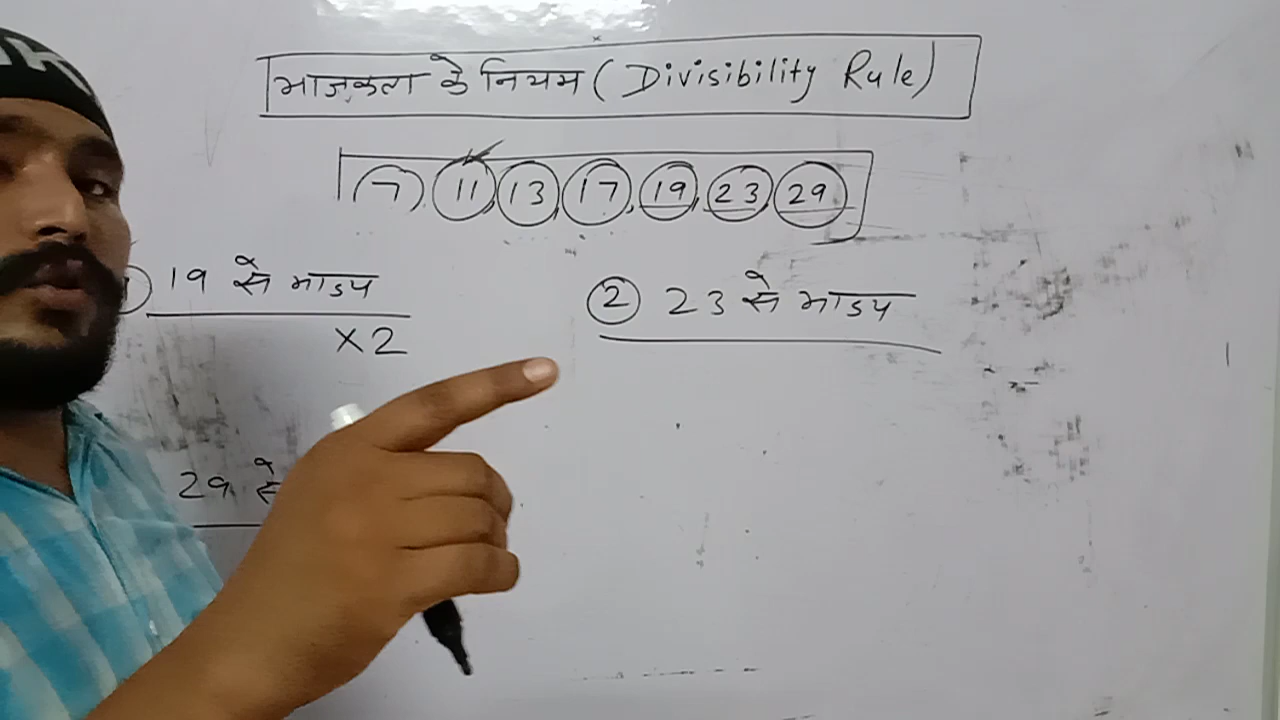 भाजकता के नियम ( Divisibility Rule)
7, 11, 13, 17, 19, 23, 29
19 से भाज्य
×2
② 23 से भाज्य
29 से